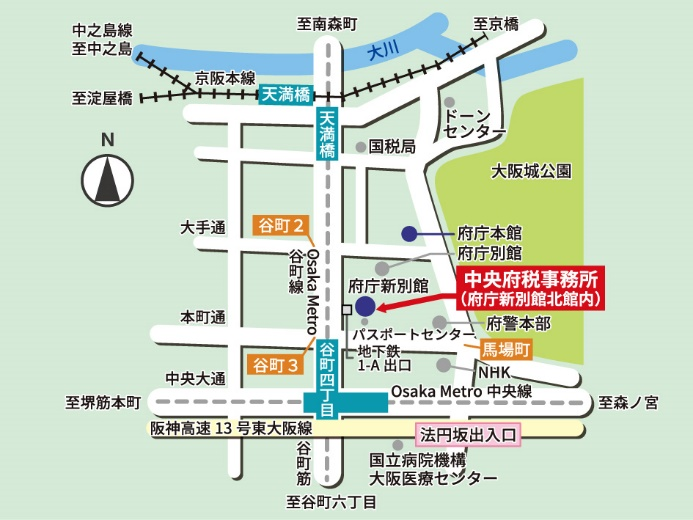 中之島線
至中之島
至南森町
至京橋
大川
京阪本線
天満橋
至淀屋橋
天満橋
ドーン
センター
国税局
N
大阪城公園
大手通
谷町2
谷町線
Osaka Metro
府庁本館
府庁別館
府庁新別館
中央府税事務所
(府庁新別館北館内)
本町通
パスポートセンター
府警本部
地下鉄
1-A 出口
馬場町
谷町3
谷町四丁目
NHK
中央大通
Osaka Metro 中央線
至堺筋本町
至森ノ宮
阪神高速 13 号東大阪線
法円坂出入口
谷町筋
国立病院機構
大阪医療センター
至谷町六丁目